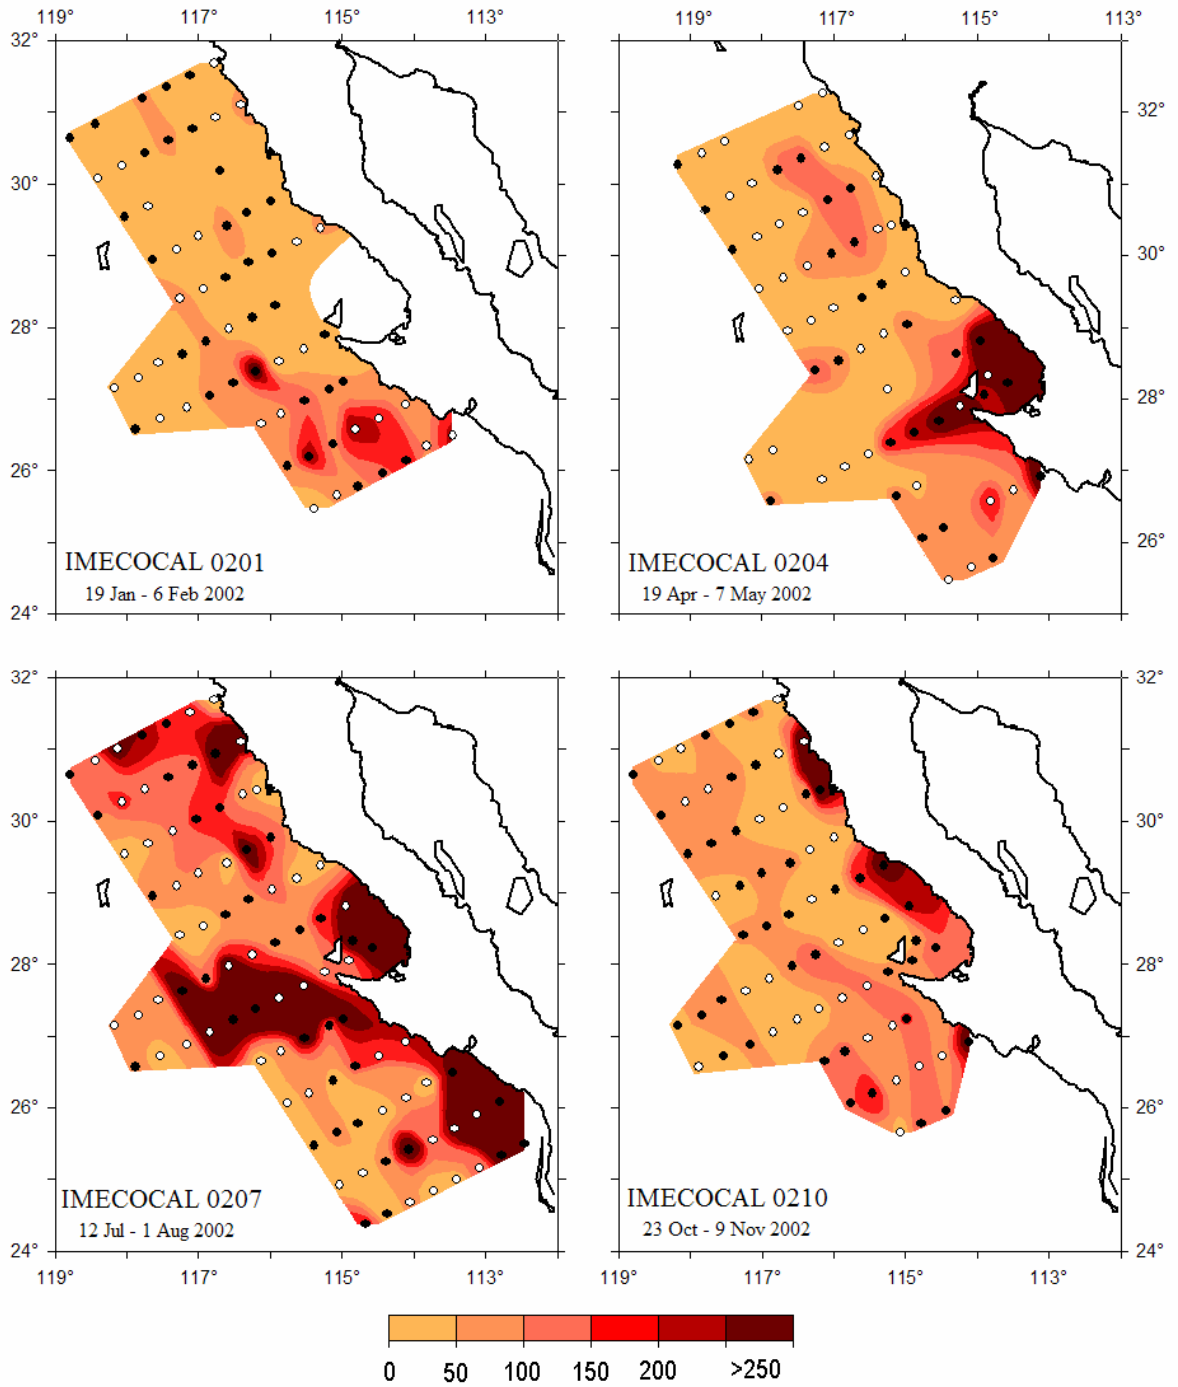 119° 117° 115° 113°
119° 117° 115° 113°
32°
30°
28°
26°
24°
IMECOCAL 0201
19 Jan - 6 Feb 2002
32°
30°
28°
26°
IMECOCAL 0204
19 Apr - 7 May 2002
32°
30°
28°
26°
24°
IMECOCAL 0207
12 Jul - 1 Aug 2002
119° 117° 115° 113°
32°
30°
28°
26°
24°
IMECOCAL 0210
23 Oct - 9 Nov 2002
119° 117° 115° 113°
0 50 100 150 200 >250